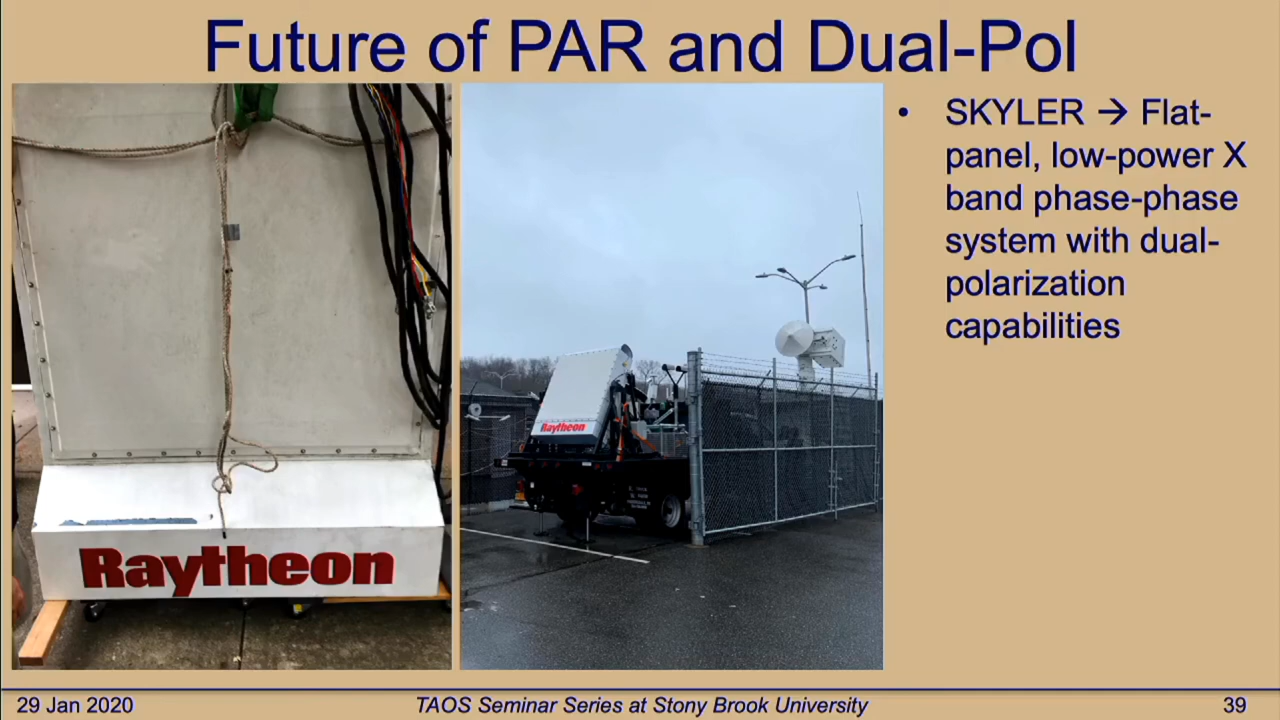 Future of PAR and Dual-Pol
• SKYLER → Flat-
panel, low-power X
band phase-phase
system with dual-
polarization
capabilities
Raytheon
Raytheon
29 Jan 2020
TAOS Seminar Series at Stony Brook University
39